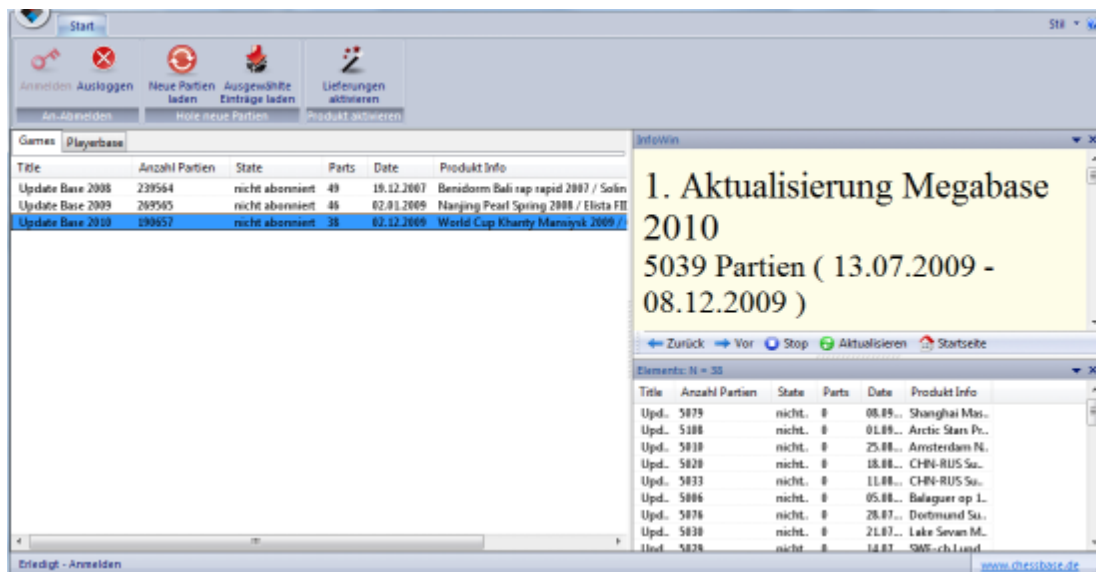 Start
Stil
Anmelden Ausloggen Neue Partien laden Ausgewählte Einträge laden Lieferungen aktivieren
An-Abmelden Hole neue Partien Produkt aktivieren
Games Playerbase
Title Anzahl Partien State Parts Date Produkt Info
Update Base 2008 239564 nicht abonniert 49 19.12.2007 Benidorm Bali rap rapid 2007 / Solin
Update Base 2009 269565 nicht abonniert 46 02.01.2009 Nanjing Pearl Spring 2008 / Elista FII
Update Base 2010 190657 nicht abonniert 38 02.12.2009 World Cup Khanty Mansiysk 2009 /
InfoWin
1. Aktualisierung Megabase
2010
5039 Partien ( 13.07.2009 -
08.12.2009 )
Zurück Vor Stop Aktualisieren Startseite
Elements: N = 38
Title Anzahl Partien State Parts Date Produkt Info
Upd.. 5079 nicht.. 0 08.09... Shanghai Mas..
Upd.. 5108 nicht.. 0 01.09... Arctic Stars Pr..
Upd.. 5010 nicht.. 0 25.08... Amsterdam N..
Upd.. 5020 nicht.. 0 18.08... CHN-RUS Su..
Upd.. 5033 nicht.. 0 11.08... CHN-RUS Su..
Upd.. 5006 nicht.. 0 05.08... Balaguer op 1..
Upd.. 5076 nicht.. 0 28.07... Dortmund Su..
Upd.. 5030 nicht.. 0 21.07... Lake Sevan M..
Upd.. 5029 nicht.. 0 14.07... SWE-ch Lund
Erledigt - Anmelden
www.chessbase.de